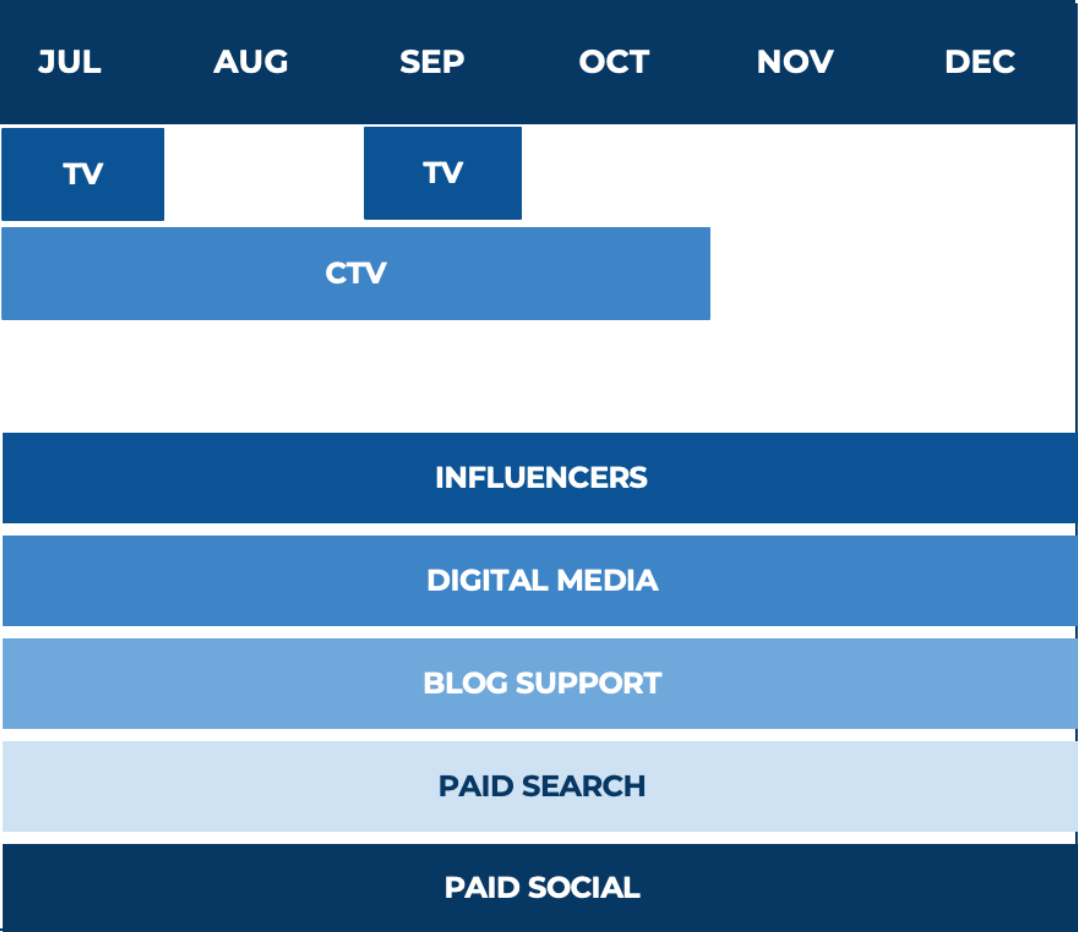 JUL AUG SEP OCT NOV DEC
TV TV
CTV
INFLUENCERS
DIGITAL MEDIA
BLOG SUPPORT
PAID SEARCH
PAID SOCIAL